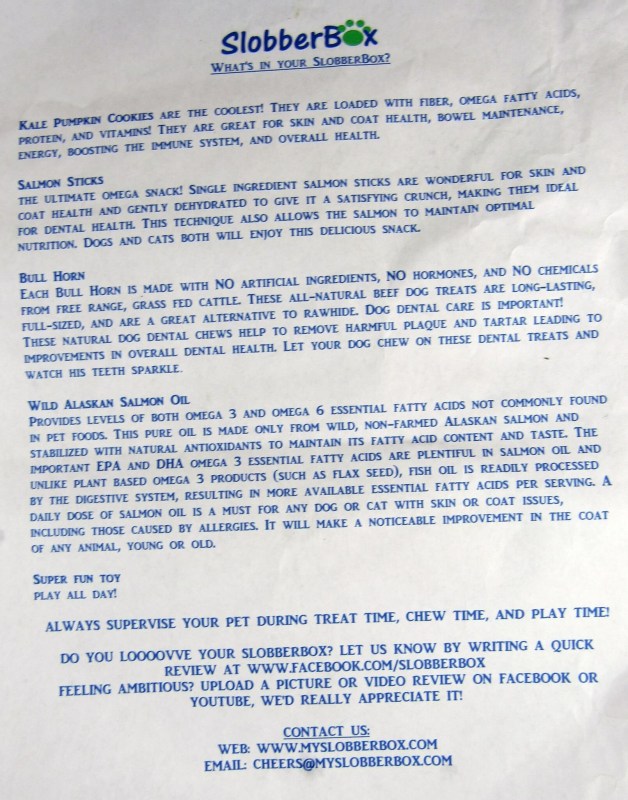 SlobberBox
What's in your SlobberBox?
Kale Pumpkin Cookies are the coolest! They are loaded with fiber, omega fatty acids,
protein, and vitamins! They are great for skin and coat health, bowel maintenance,
energy, boosting the immune system, and overall health.
Salmon Sticks
the ultimate omega snack! Single ingredient salmon sticks are wonderful for skin and
coat health and gently dehydrated to give it a satisfying crunch, making them ideal
for dental health. This technique also allows the salmon to maintain optimal
nutrition. Dogs and cats both will enjoy this delicious snack.
Bull Horn
Each Bull Horn is made with NO artificial ingredients, NO hormones, and NO chemicals
from free range, grass fed cattle. These all-natural beef dog treats are long-lasting,
full-sized, and are a great alternative to rawhide. Dog dental care is important!
These natural dog dental chews help to remove harmful plaque and tartar leading to
improvements in overall dental health. Let your dog chew on these dental treats and
watch his teeth sparkle.
Wild Alaskan Salmon Oil
Provides levels of both omega 3 and omega 6 essential fatty acids not commonly found
in pet foods. This pure oil is made only from wild, non-farmed Alaskan salmon and
stabilized with natural antioxidants to maintain its fatty acid content and taste. The
important EPA and DHA omega 3 essential fatty acids are plentiful in salmon oil and
unlike plant based omega 3 products (such as flax seed), fish oil is readily processed
by the digestive system, resulting in more available essential fatty acids per serving. A
daily dose of salmon oil is a must for any dog or cat with skin or coat issues,
including those caused by allergies. It will make a noticeable improvement in the coat
of any animal, young or old.
Super fun toy
play all day!
ALWAYS SUPERVISE YOUR PET DURING TREAT TIME, CHEW TIME, AND PLAY TIME!
DO YOU LOOOOVVE YOUR SLOBBERBOX? LET US KNOW BY WRITING A QUICK
REVIEW AT WWW.FACEBOOK.COM/SLOBBERBOX
FEELING AMBITIOUS? UPLOAD A PICTURE OR VIDEO REVIEW ON FACEBOOK OR
YOUTUBE, WE'D REALLY APPRECIATE IT!
CONTACT US:
WEB: WWW.MYSLOBBERBOX.COM
EMAIL: CHEERS@MYSLOBBERBOX.COM